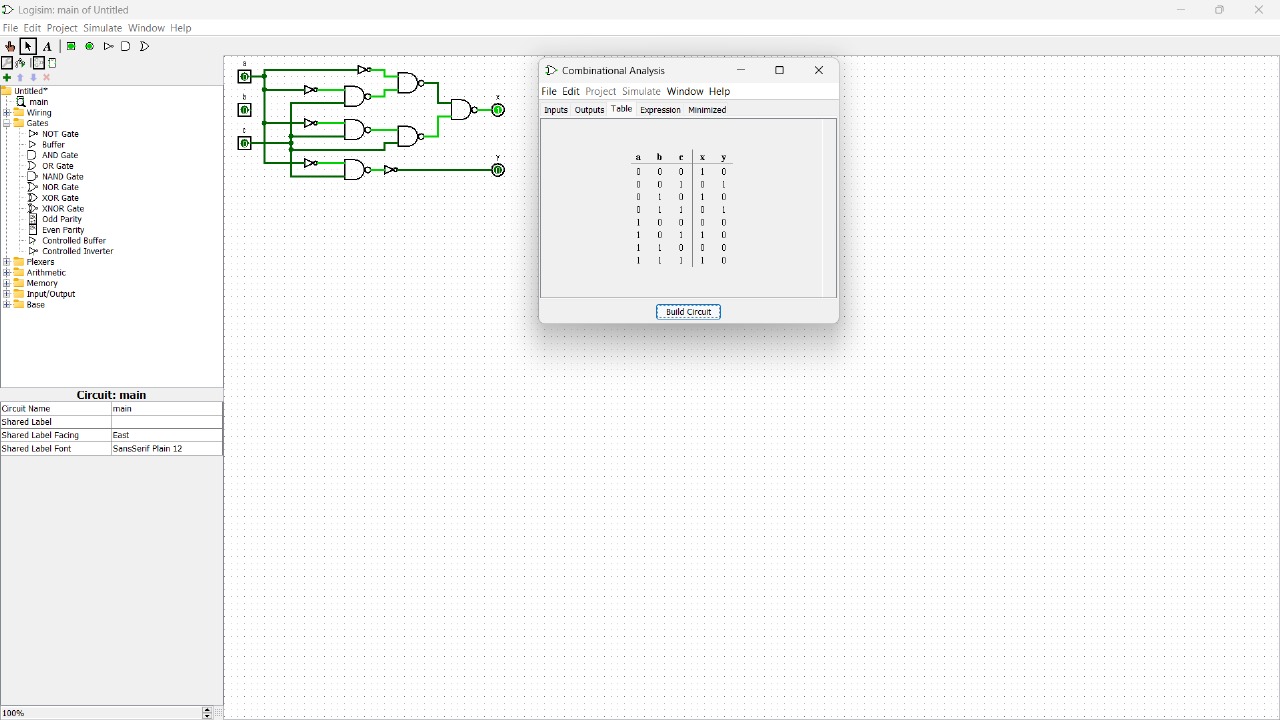 Logisim: main of Untitled
File Edit Project Simulate Window Help
A
Untitled*
main
Wiring
Gates
NOT Gate
Buffer
AND Gate
OR Gate
NAND Gate
NOR Gate
XOR Gate
XNOR Gate
Odd Parity
Even Parity
Controlled Buffer
Controlled Inverter
Plexers
Arithmetic
Memory
Input/Output
Base
Circuit: main
Circuit Name main
Shared Label
Shared Label Facing East
Shared Label Font SansSerif Plain 12
100%
a
b
c
x
y
Combinational Analysis
File Edit Project Simulate Window Help
Inputs Outputs Table Expression Minimized
a b c x y
0 0 0 1 0
0 0 1 0 1
0 1 0 1 0
0 1 1 0 1
1 0 0 0 0
1 0 1 1 0
1 1 0 0 0
1 1 1 1 0
Build Circuit